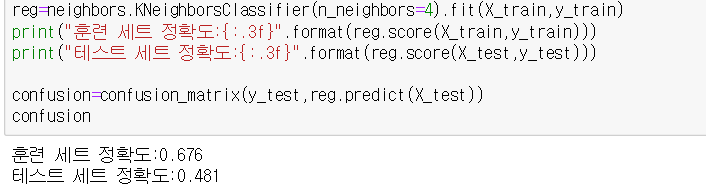 reg=neighbors.KNeighborsClassifier(n_neighbors=4).fit(X_train,y_train)
print("훈련 세트 정확도:{:.3f}".format(reg.score(X_train,y_train)))
print("테스트 세트 정확도:{:.3f}".format(reg.score(X_test,y_test)))
confusion=confusion_matrix(y_test,reg.predict(X_test))
confusion
훈련 세트 정확도:0.676
테스트 세트 정확도:0.481